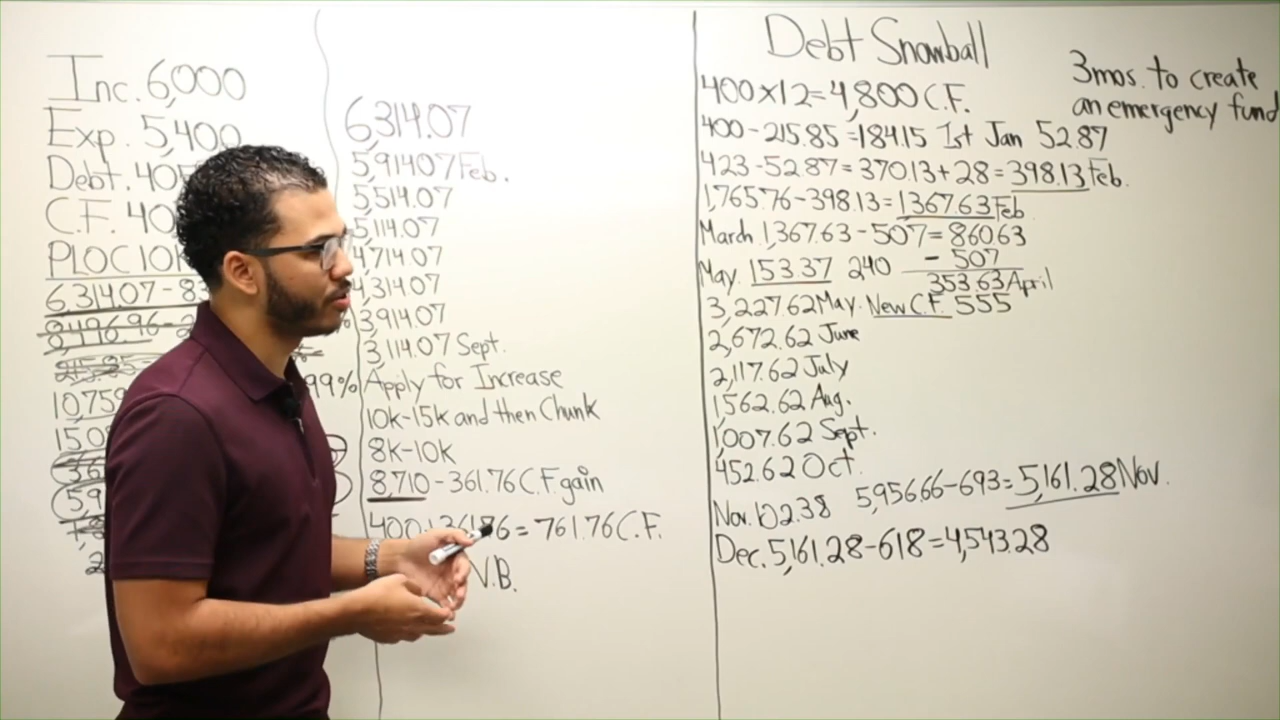 Inc. 6,000
Exp. 5,400
Debt. 405
C.F. 40
PLOC 10K
6,314.07 - 83
8,496.96 - 2
215.85
10,759
150
36
5,9
99%
6,314.07
5,914.07 Feb.
5,514.07
5,114.07
4,714.07
4,314.07
3,914.07
3,114.07 Sept.
Apply for Increase
10k-15k and then Chunk
8k-10k
8,710 - 361.76 C.F gain
400 + 361.76 = 761.76 C.F.
V.B.
Debt Snowball
3mos. to create
an emergency fund
400×12=4,800 C.F.
400-215.85=184.15 1st Jan 52.87
423-52.87=370.13+28=398.13 Feb.
1,765.76-398.13=1367.63 Feb
March 1,367.63-507=860.63
- 507
May. 153.37 240
353.63 April
3,227.62 May. New C.F. 555
2,672.62 June
2,117.62 July
1,562.62 Aug.
1,007.62 Sept.
452.62 Oct.
Nov. 102.38 5,956.66-693=5,161.28 Nov.
Dec. 5,161.28-618=4,543.28